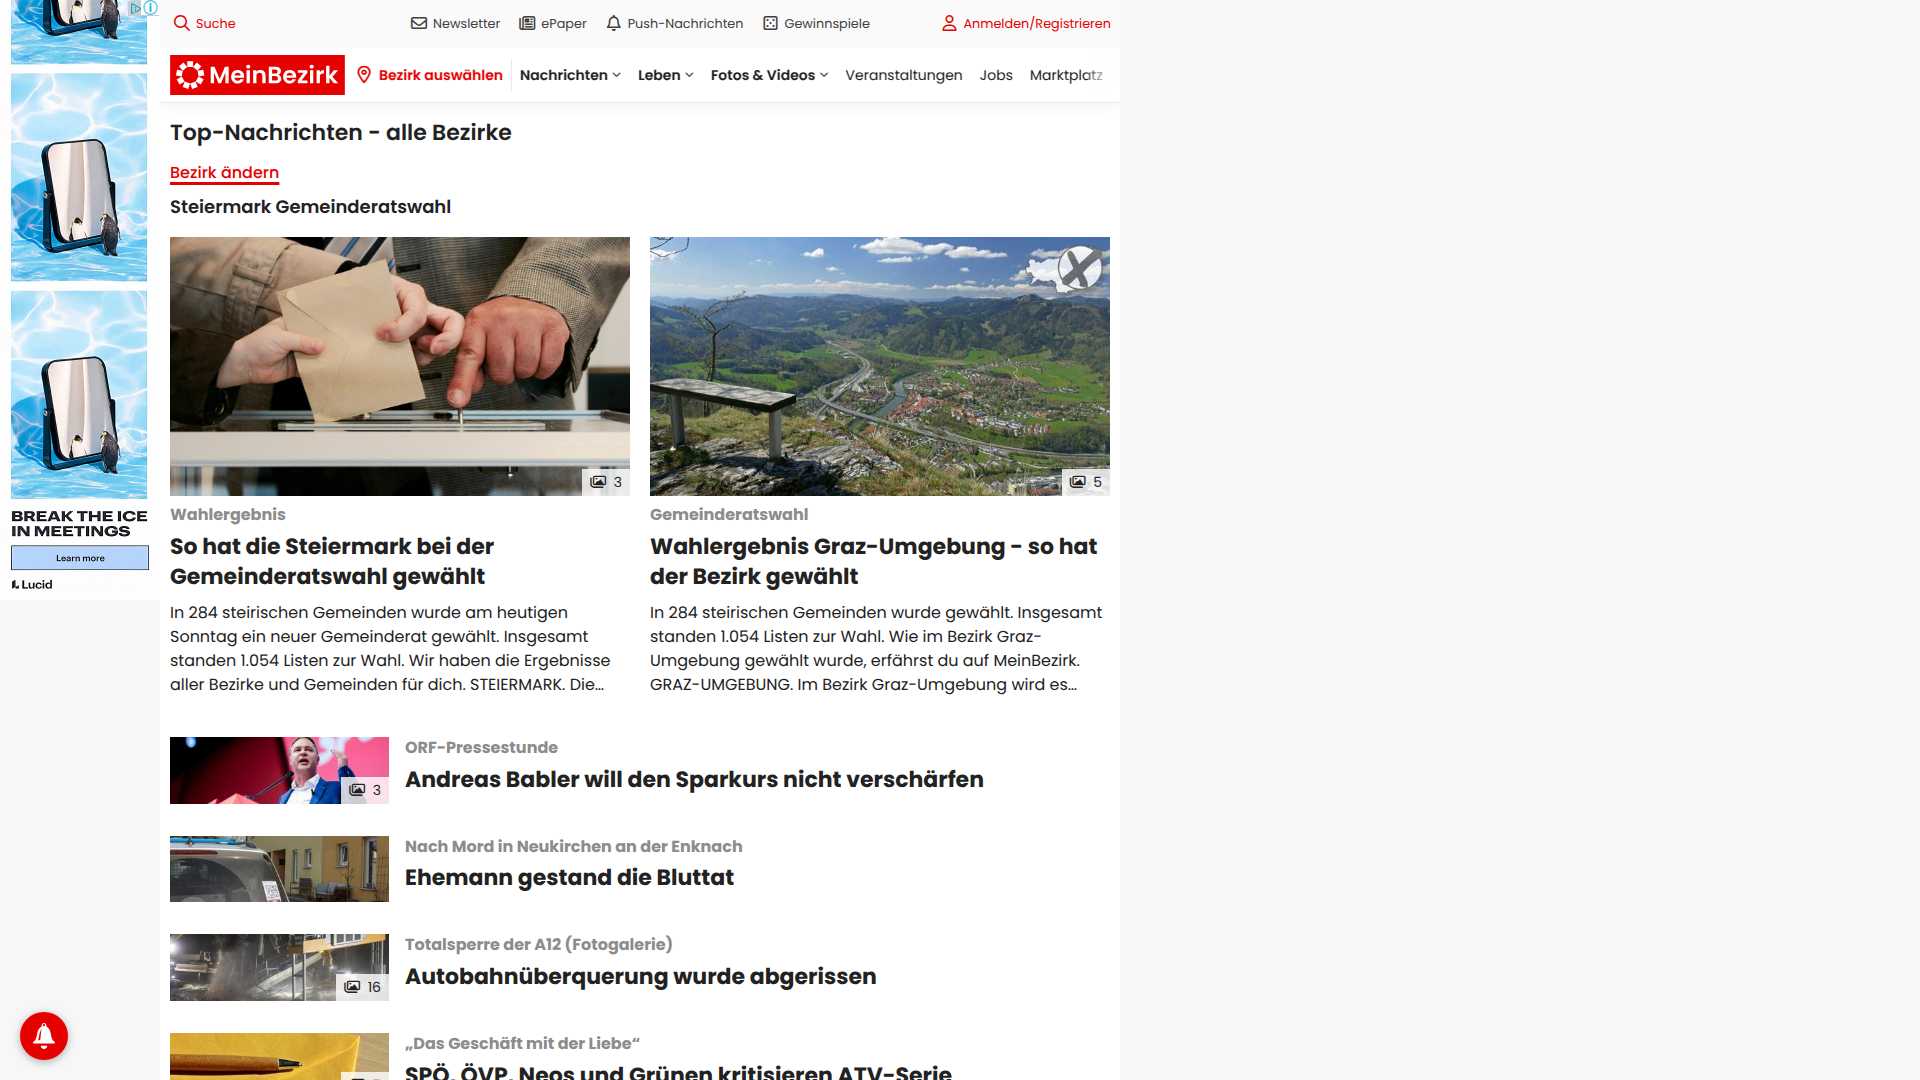 Suche
Newsletter
ePaper
Push-Nachrichten
Gewinnspiele
Anmelden/Registrieren
MeinBezirk
Bezirk auswählen
Nachrichten
Leben
Fotos & Videos
Veranstaltungen
Jobs
Marktplatz
Top-Nachrichten - alle Bezirke
Bezirk ändern
Steiermark Gemeinderatswahl
3
Wahlergebnis
So hat die Steiermark bei der
Gemeinderatswahl gewählt
In 284 steirischen Gemeinden wurde am heutigen
Sonntag ein neuer Gemeinderat gewählt. Insgesamt
standen 1.054 Listen zur Wahl. Wir haben die Ergebnisse
aller Bezirke und Gemeinden für dich. STEIERMARK. Die...
5
Gemeinderatswahl
Wahlergebnis Graz-Umgebung - so hat
der Bezirk gewählt
In 284 steirischen Gemeinden wurde gewählt. Insgesamt
standen 1.054 Listen zur Wahl. Wie im Bezirk Graz-
Umgebung gewählt wurde, erfährst du auf MeinBezirk.
GRAZ-UMGEBUNG. Im Bezirk Graz-Umgebung wird es...
BREAK THE ICE
IN MEETINGS
Learn more
Lucid
3
ORF-Pressestunde
Andreas Babler will den Sparkurs nicht verschärfen
Nach Mord in Neukirchen an der Enknach
Ehemann gestand die Bluttat
16
Totalsperre der A12 (Fotogalerie)
Autobahnüberquerung wurde abgerissen
„Das Geschäft mit der Liebe“
SPÖ, ÖVP, Neos und Grünen kritisieren ATV-Serie